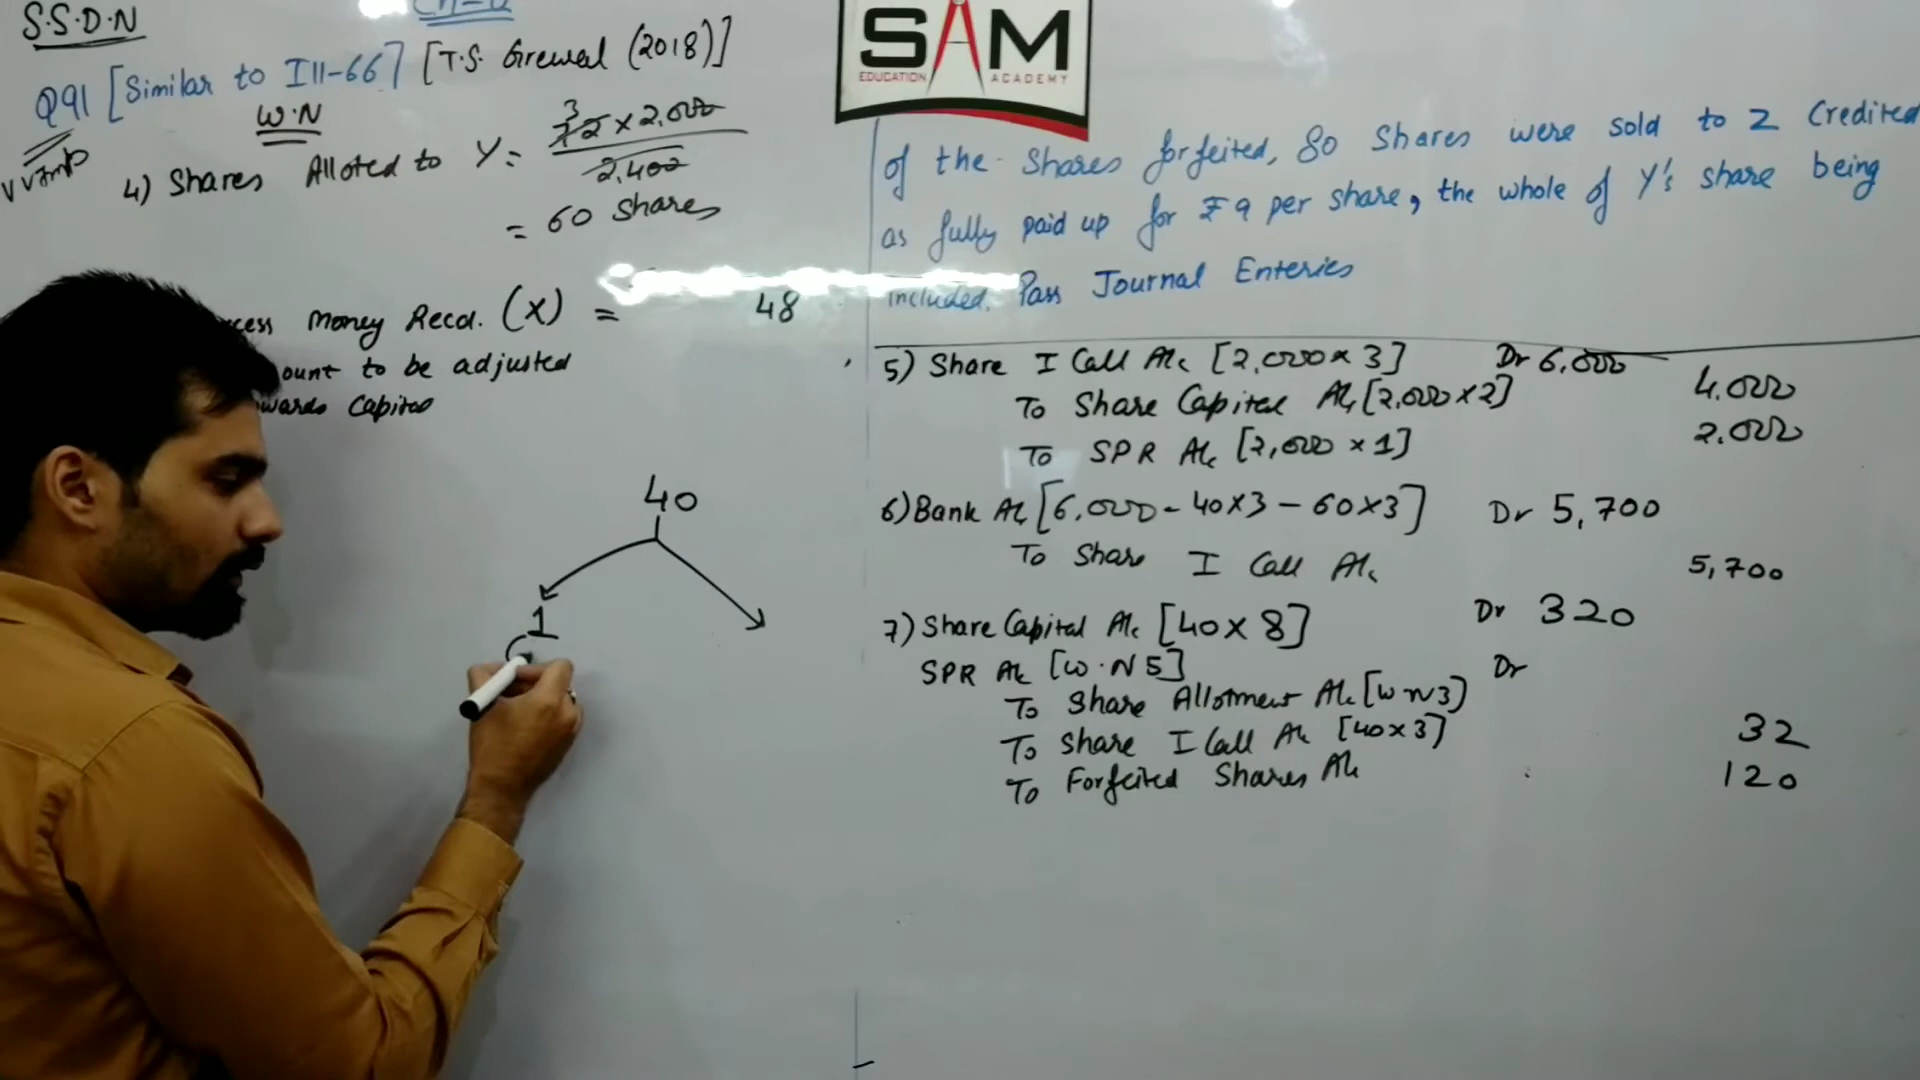 S.S.D.N
Q91 [Similar to Ill-66] [T.S. Grewal (2018)]
VVImp
W.N
4) Shares Alloted to Y = 3 12 x 2,000
2,400
= 60 Shares
cess Money Recd. (X) = 48
ount to be adjusted
wards Capital
40
1
SAM
EDUCATION ACADEMY
of the Shares forfeited, 80 Shares were sold to Z Credited
as fully paid up for ₹ 9 per share, the whole of Y's share being
included. Pass Journal Enteries
5) Share I Call A/c [2,000 x 3] Dr 6,000
To Share Capital A/c [2,000 x 2] 4,000
To SPR A/c [2,000 x 1] 2,000
6) Bank A/c [6,000 - 40x3 - 60x3] Dr 5,700
To Share I Call A/c 5,700
7) Share Capital A/c [40 x 8] Dr 320
SPR A/c [W.N 5] Dr
To Share Allotment A/c [W N 3] 32
To Share I Call A/c [40 x 3] 120
To Forfeited Shares A/c